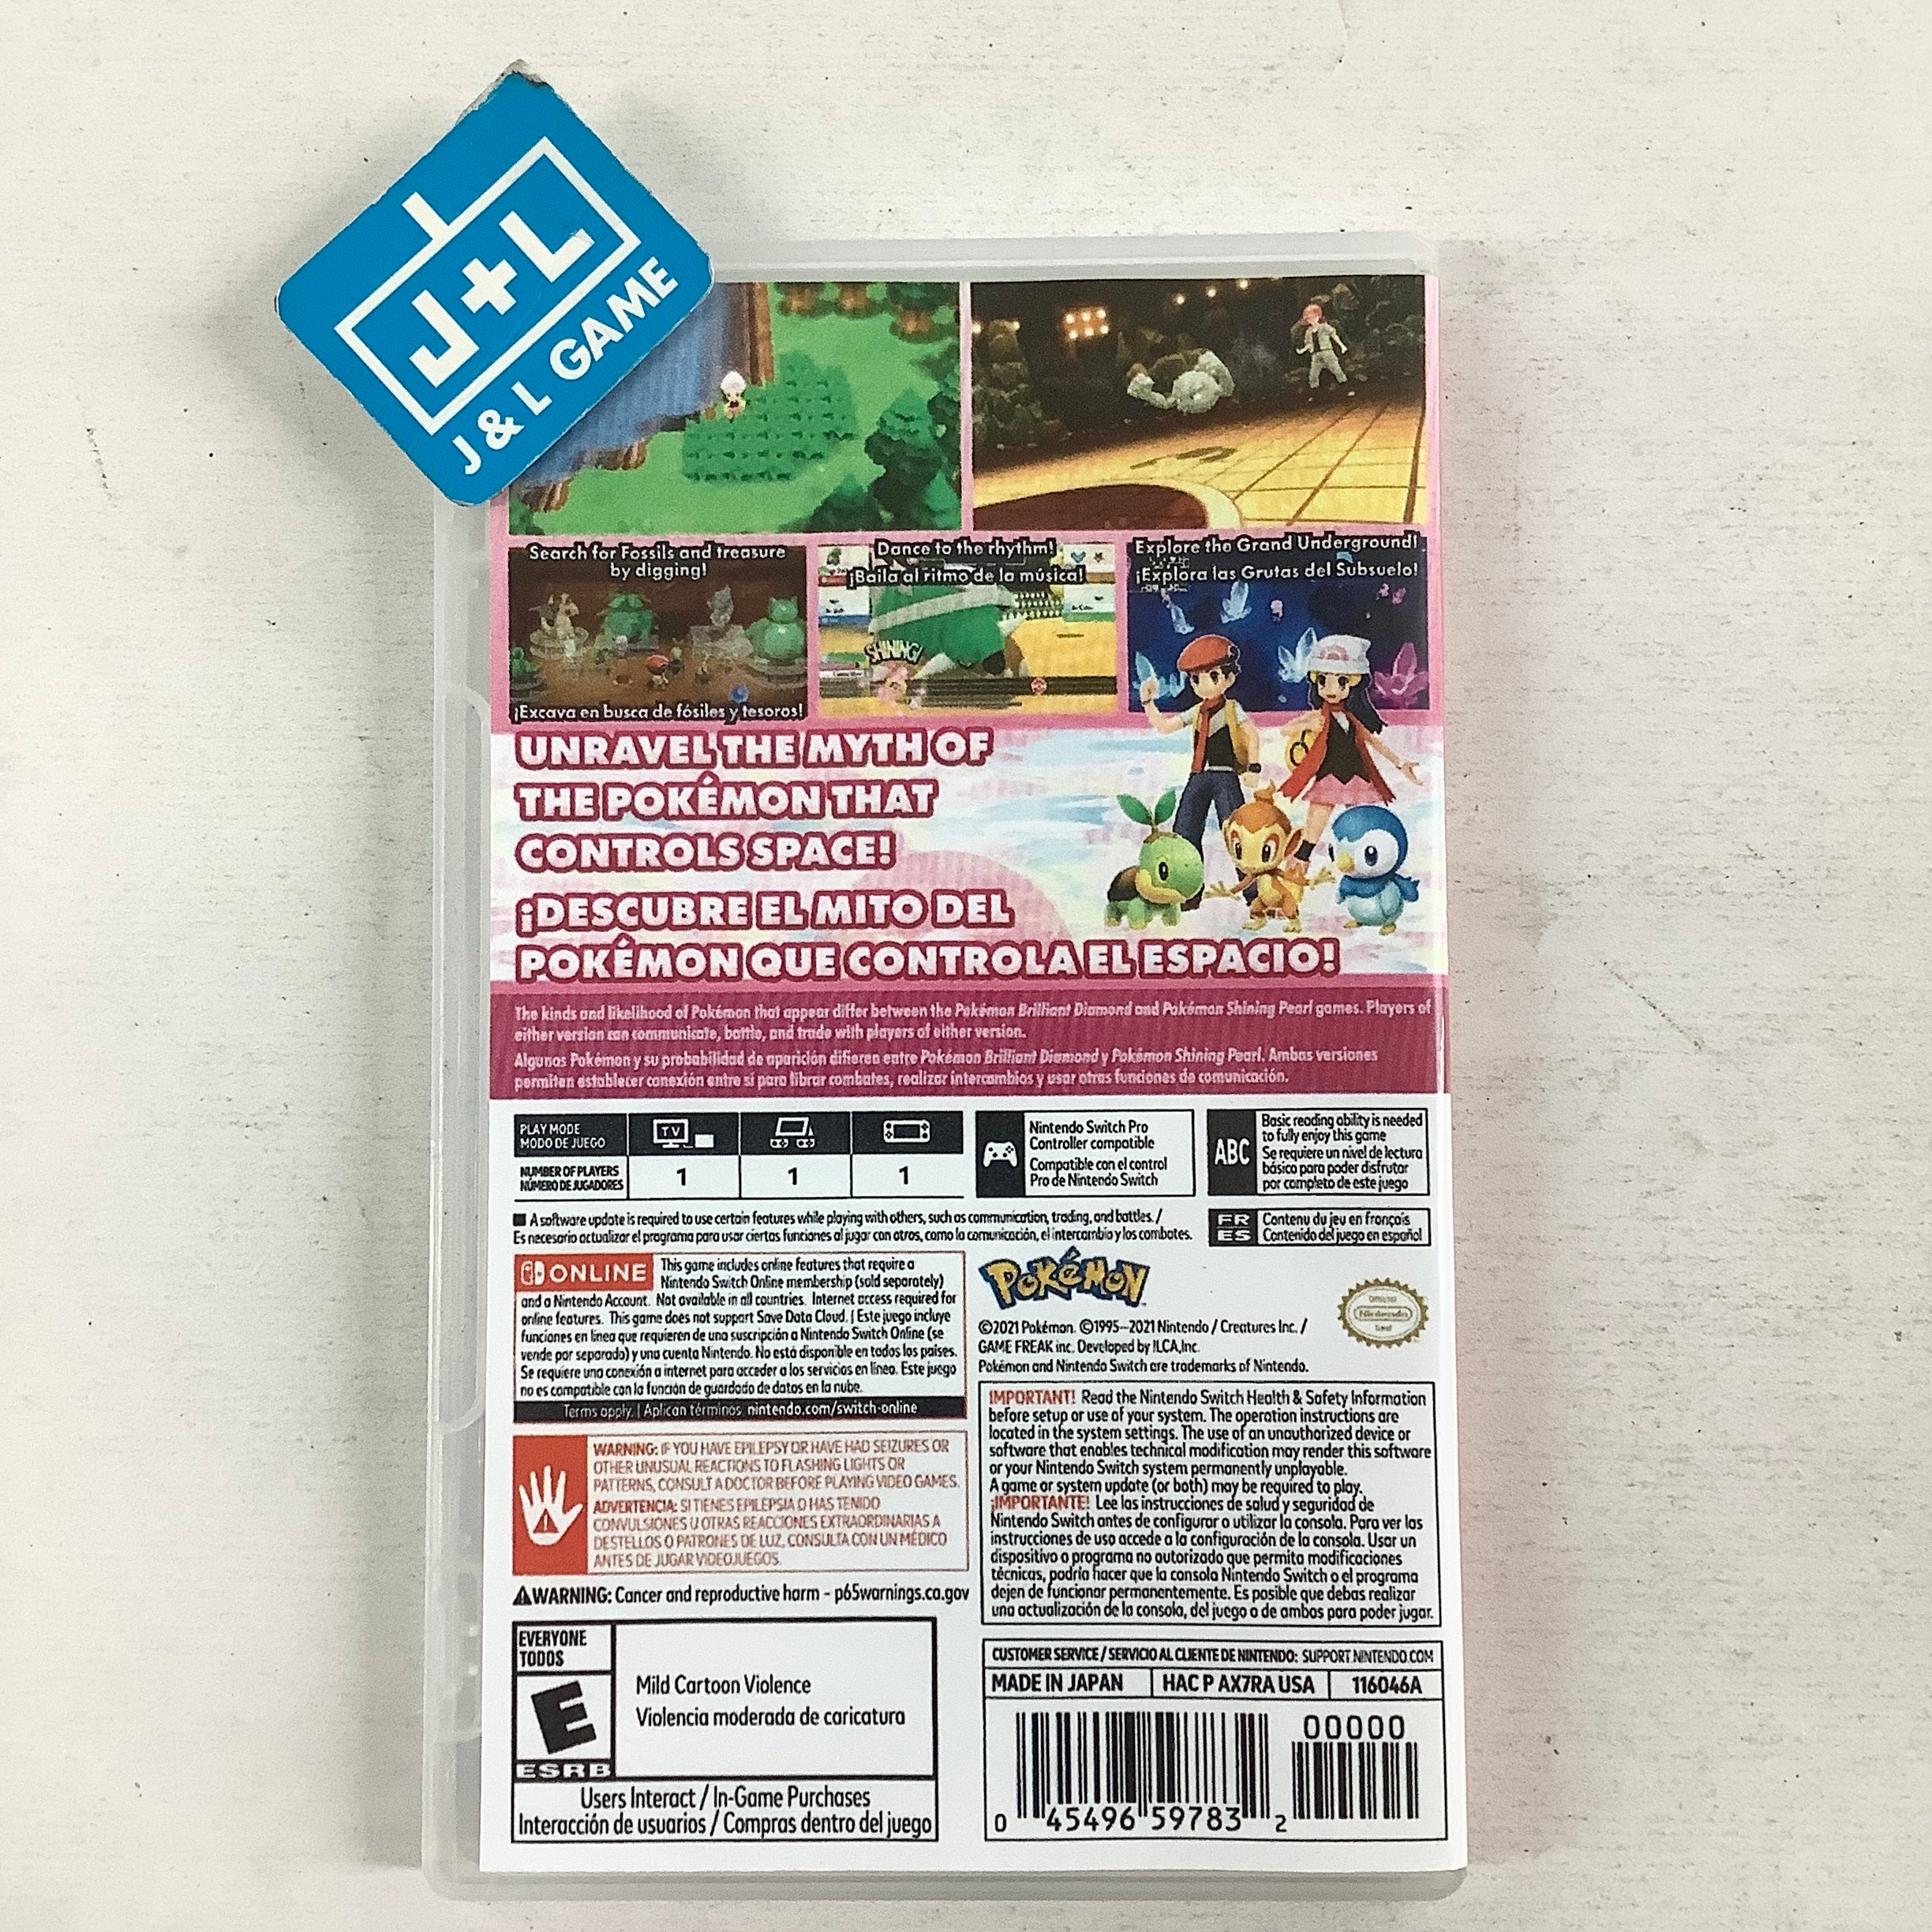 J+L
J & L GAME
Search for Fossils and treasure
by digging!
¡Excava en busca de fósiles y tesoros!
Dance to the rhythm!
¡Baila al ritmo de la música!
SHINING!
Explore the Grand Underground!
¡Explora las Grutas del Subsuelo!
UNRAVEL THE MYTH OF
THE POKÉMON THAT
CONTROLS SPACE!
¡DESCUBRE EL MITO DEL
POKÉMON QUE CONTROLA EL ESPACIO!
The kinds and likelihood of Pokémon that appear differ between the Pokémon Brilliant Diamond and Pokémon Shining Pearl games. Players of
either version can communicate, battle, and trade with players of either version.
Algunos Pokémon y su probabilidad de aparición difieren entre Pokémon Brilliant Diamond y Pokémon Shining Pearl. Ambas versiones
permiten establecer conexión entre sí para librar combates, realizar intercambios y usar otras funciones de comunicación.
PLAY MODE
MODO DE JUEGO
TV
NUMBER OF PLAYERS
NÚMERO DE JUGADORES
1 1 1
Nintendo Switch Pro
Controller compatible
Compatible con el control
Pro de Nintendo Switch
ABC
Basic reading ability is needed
to fully enjoy this game
Se requiere un nivel de lectura
básico para poder disfrutar
por completo de este juego
■ A software update is required to use certain features while playing with others, such as communication, trading, and battles. /
Es necesario actualizar el programa para usar ciertas funciones al jugar con otros, como la comunicación, el intercambio y los combates.
FR Contenu du jeu en français
ES Contenido del juego en español
ONLINE
This game includes online features that require a
Nintendo Switch Online membership (sold separately)
and a Nintendo Account. Not available in all countries. Internet access required for
online features. This game does not support Save Data Cloud. | Este juego incluye
funciones en línea que requieren de una suscripción a Nintendo Switch Online (se
vende por separado) y una cuenta Nintendo. No está disponible en todos los países.
Se requiere una conexión a internet para acceder a los servicios en línea. Este juego
no es compatible con la función de guardado de datos en la nube.
Terms apply. | Aplican términos. nintendo.com/switch-online
POKéMON
©2021 Pokémon. ©1995–2021 Nintendo / Creatures Inc. /
GAME FREAK inc. Developed by ILCA,Inc.
Pokémon and Nintendo Switch are trademarks of Nintendo.
Nintendo
WARNING: IF YOU HAVE EPILEPSY OR HAVE HAD SEIZURES OR
OTHER UNUSUAL REACTIONS TO FLASHING LIGHTS OR
PATTERNS, CONSULT A DOCTOR BEFORE PLAYING VIDEO GAMES.
ADVERTENCIA: SI TIENES EPILEPSIA O HAS TENIDO
CONVULSIONES U OTRAS REACCIONES EXTRAORDINARIAS A
DESTELLOS O PATRONES DE LUZ, CONSULTA CON UN MÉDICO
ANTES DE JUGAR VIDEOJUEGOS.
WARNING: Cancer and reproductive harm - p65warnings.ca.gov
IMPORTANT! Read the Nintendo Switch Health & Safety Information
before setup or use of your system. The operation instructions are
located in the system settings. The use of an unauthorized device or
software that enables technical modification may render this software
or your Nintendo Switch system permanently unplayable.
A game or system update (or both) may be required to play.
¡IMPORTANTE! Lee las instrucciones de salud y seguridad de
Nintendo Switch antes de configurar o utilizar la consola. Para ver las
instrucciones de uso accede a la configuración de la consola. Usar un
dispositivo o programa no autorizado que permita modificaciones
técnicas, podría hacer que la consola Nintendo Switch o el programa
dejen de funcionar permanentemente. Es posible que debas realizar
una actualización de la consola, del juego o de ambos para poder jugar.
EVERYONE
TODOS
E
ESRB
Mild Cartoon Violence
Violencia moderada de caricatura
Users Interact / In-Game Purchases
Interacción de usuarios / Compras dentro del juego
CUSTOMER SERVICE / SERVICIO AL CLIENTE DE NINTENDO: SUPPORT.NINTENDO.COM
MADE IN JAPAN HAC P AX7RA USA 116046A
00000
0 45496 59783 2